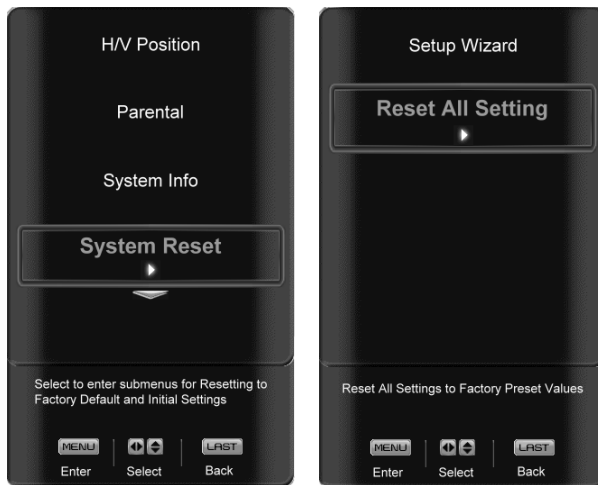 H/V Position
Parental
System Info
System Reset
Select to enter submenus for Resetting to
Factory Default and Initial Settings
MENU LAST
Enter Select Back
Setup Wizard
Reset All Setting
Reset All Settings to Factory Preset Values
MENU LAST
Enter Select Back